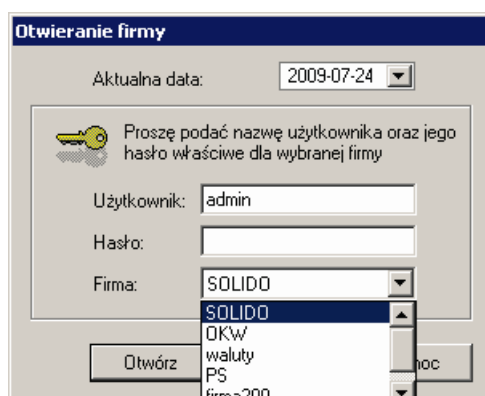 Otwieranie firmy
Aktualna data: 2009-07-24
Proszę podać nazwę użytkownika oraz jego
hasło właściwe dla wybranej firmy
Użytkownik: admin
Hasło:
Firma: SOLIDO
SOLIDO
OKW
waluty
Otwórz
PS